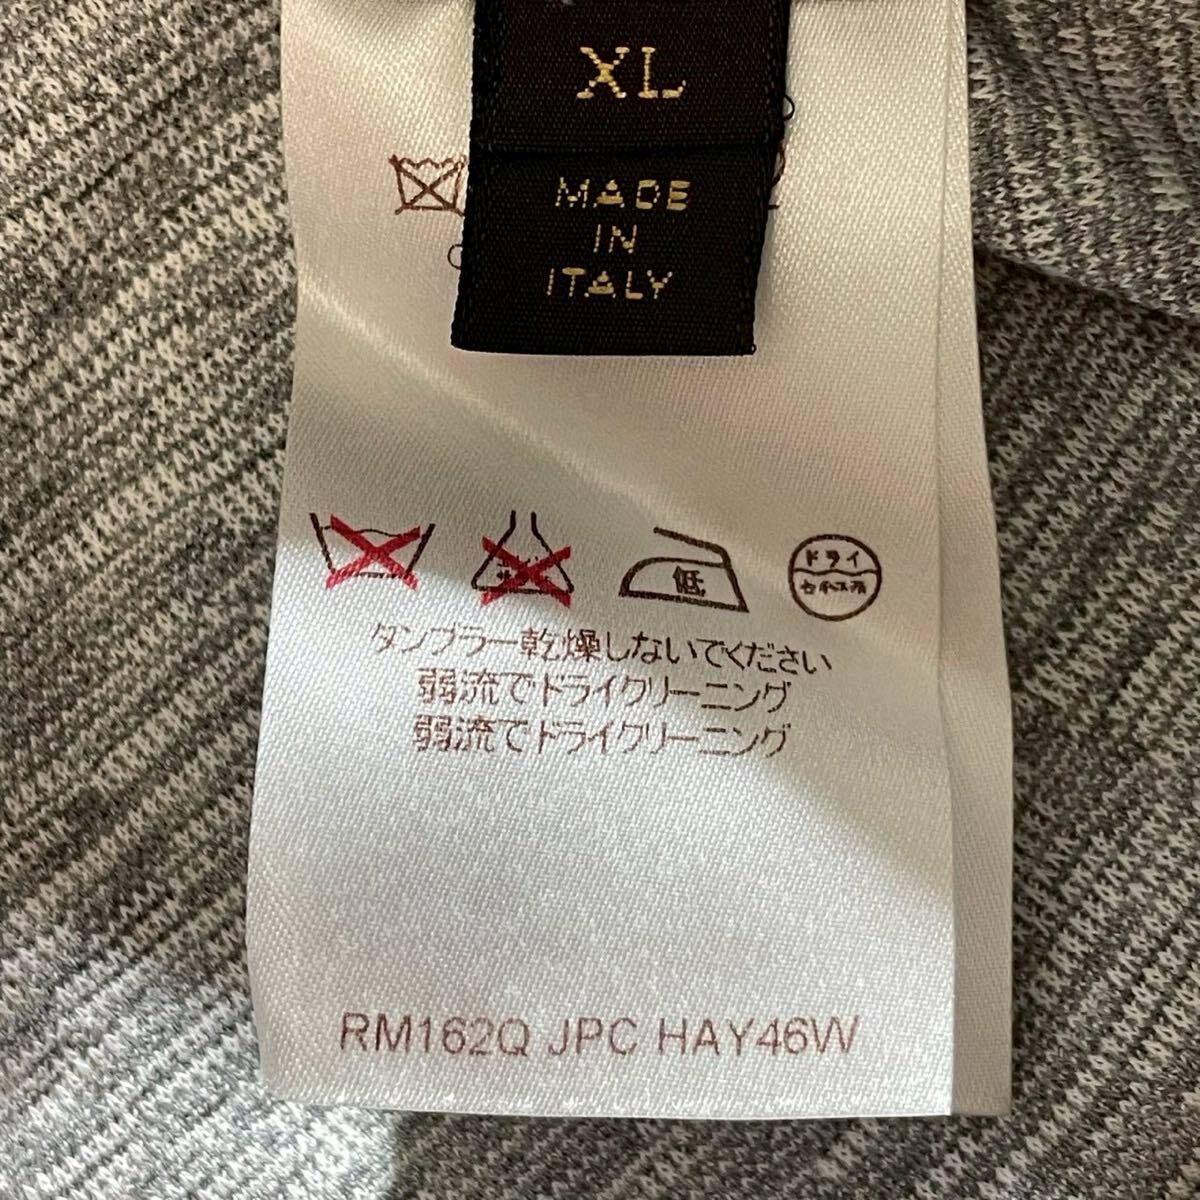 XL
MADE
IN
ITALY
低
ドライ
タンブラー乾燥しないでください
弱流でドライクリーニング
弱流でドライクリーニング
RM162Q JPC HAY46W